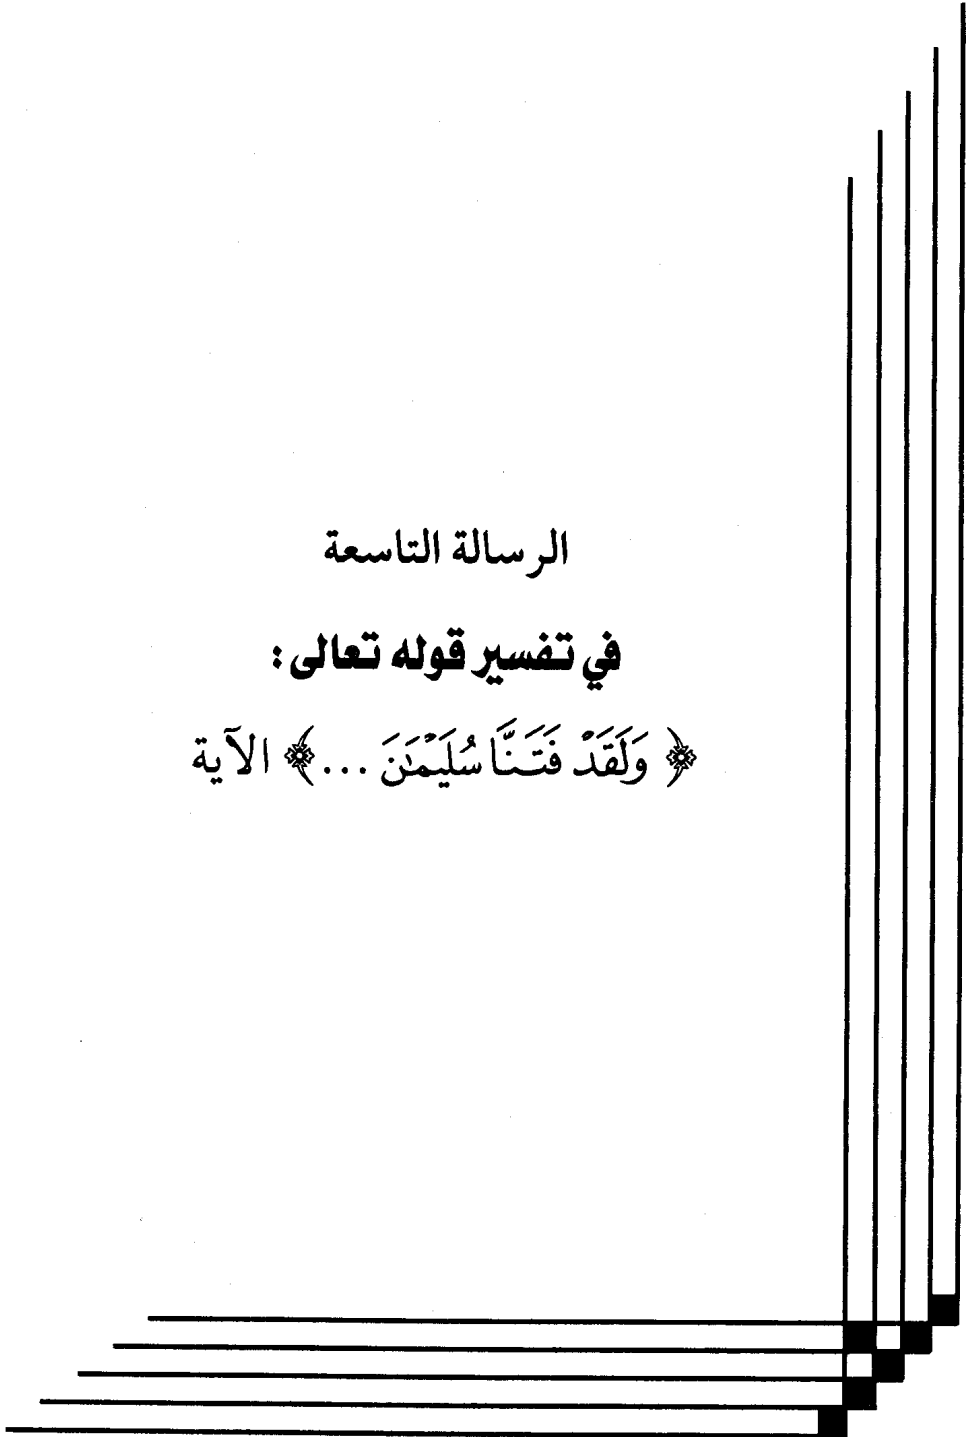 الرسالة التاسعة
في تفسير قوله تعالى:
﴿ وَلَقَدْ فَتَنَّا سُلَيْمَٰنَ ...﴾ الآية